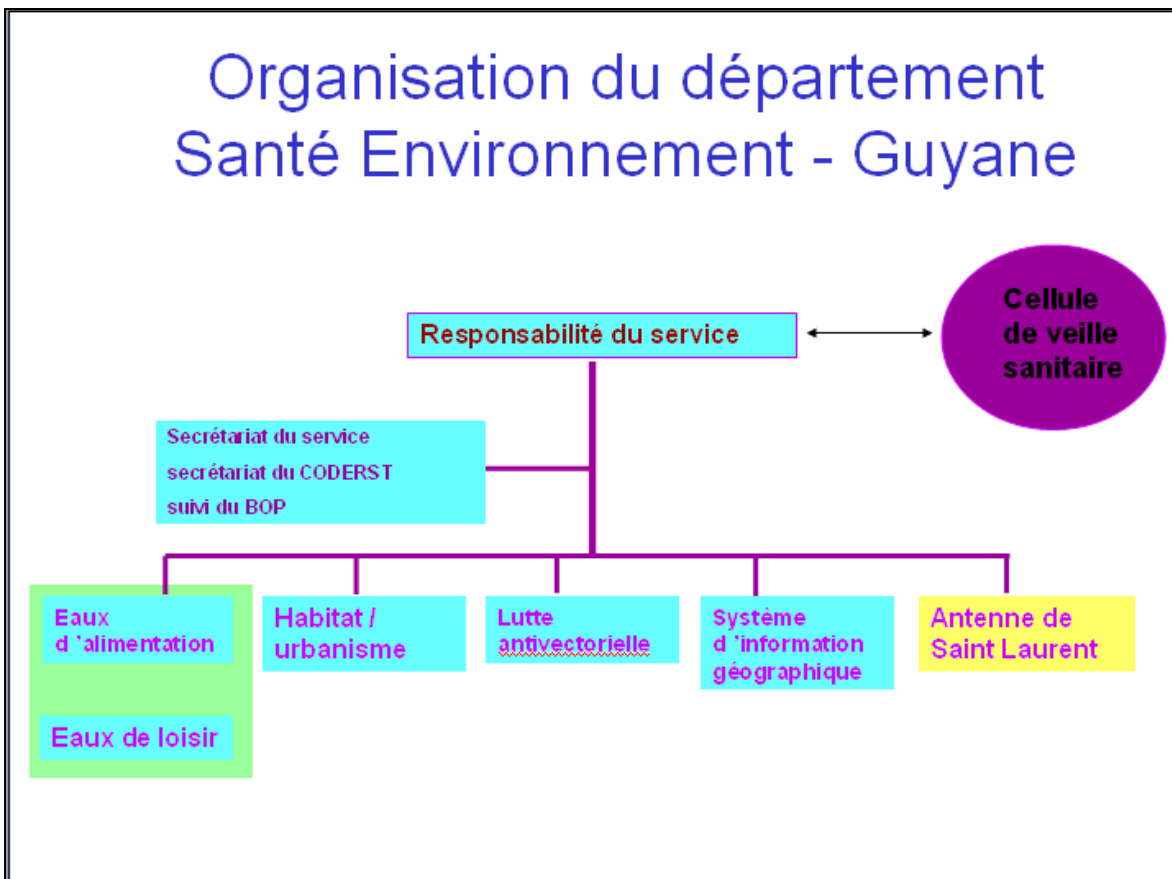 Organisation du département
Santé Environnement - Guyane
Cellule
de veille
sanitaire
Responsabilité du service
Secrétariat du service
secrétariat du CODERST
suivi du BOP
Eaux
d 'alimentation
Habitat /
urbanisme
Lutte
antivectorielle
Système
d 'information
géographique
Antenne de
Saint Laurent
Eaux de loisir